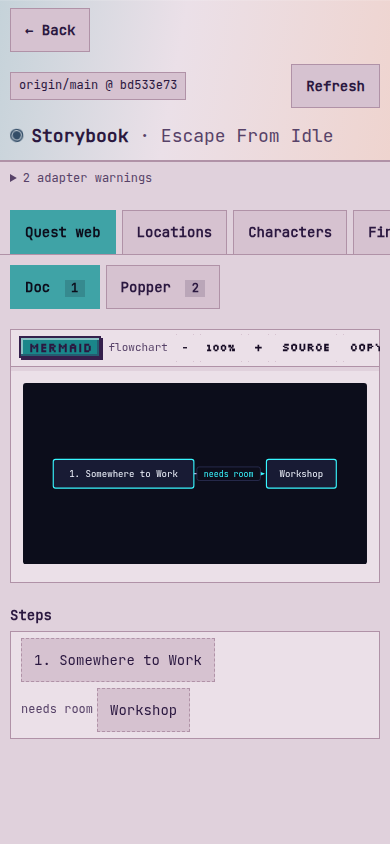 ← Back
origin/main @ bd533e73
Refresh
Storybook · Escape From Idle
2 adapter warnings
Quest web Locations Characters Fir
Doc 1 Popper 2
MERMAID flowchart - 100% + SOURCE COPY
1. Somewhere to Work needs room Workshop
Steps
1. Somewhere to Work
needs room Workshop